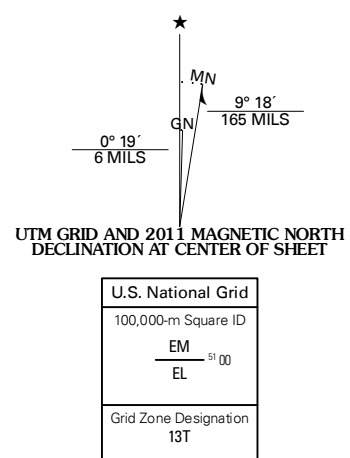 ★
MN
GN
9° 18´
165 MILS
0° 19´
6 MILS
UTM GRID AND 2011 MAGNETIC NORTH
DECLINATION AT CENTER OF SHEET
U.S. National Grid
100,000-m Square ID
EM
51 00
EL
Grid Zone Designation
13T